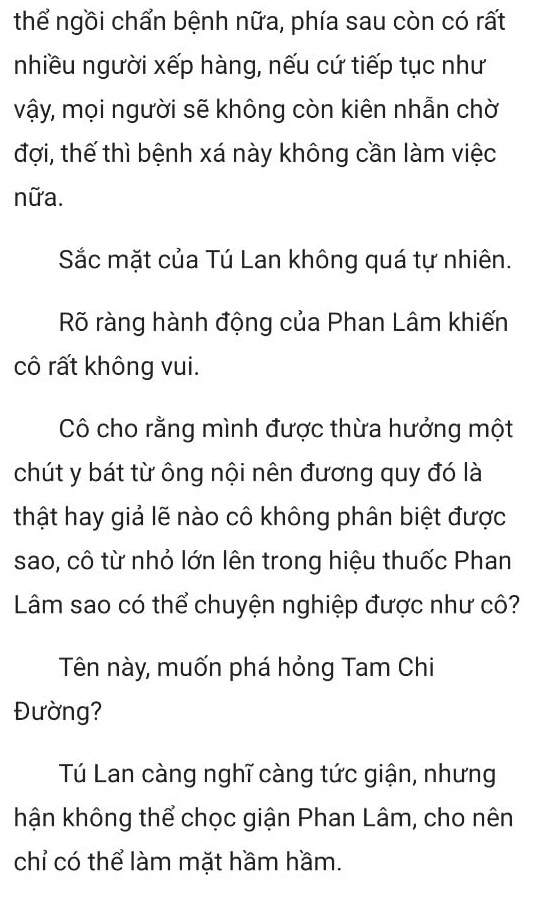 thể ngồi chẩn bệnh nữa, phía sau còn có rất
nhiều người xếp hàng, nếu cứ tiếp tục như
vậy, mọi người sẽ không còn kiên nhẫn chờ
đợi, thế thì bệnh xá này không cần làm việc
nữa.
Sắc mặt của Tú Lan không quá tự nhiên.
Rõ ràng hành động của Phan Lâm khiến
cô rất không vui.
Cô cho rằng mình được thừa hưởng một
chút y bát từ ông nội nên đương quy đó là
thật hay giả lẽ nào cô không phân biệt được
sao, cô từ nhỏ lớn lên trong hiệu thuốc Phan
Lâm sao có thể chuyện nghiệp được như cô?
Tên này, muốn phá hỏng Tam Chi
Đường?
Tú Lan càng nghĩ càng tức giận, nhưng
hận không thể chọc giận Phan Lâm, cho nên
chỉ có thể làm mặt hầm hầm.